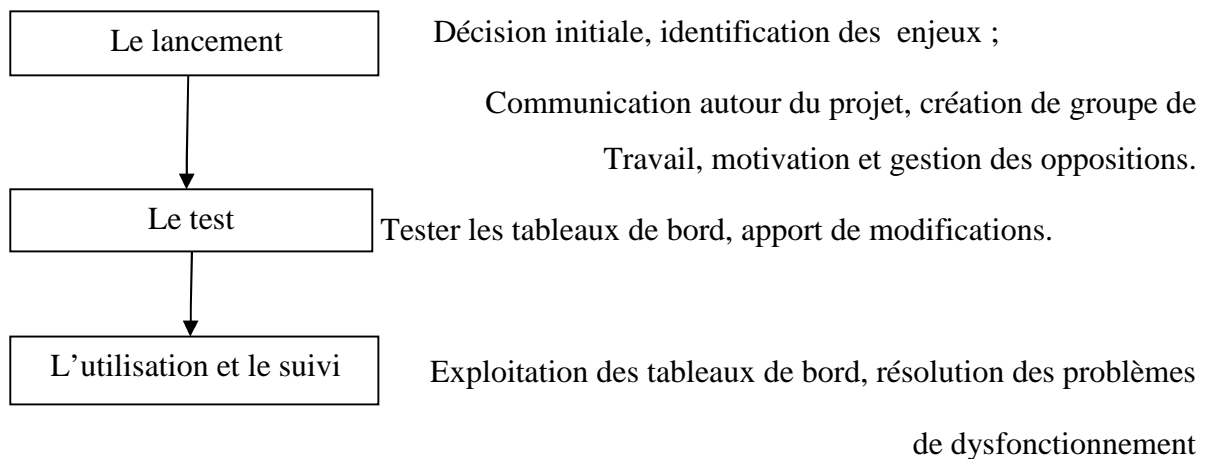 Le lancement
Décision initiale, identification des enjeux ;
Communication autour du projet, création de groupe de
Travail, motivation et gestion des oppositions.
Le test
Tester les tableaux de bord, apport de modifications.
L’utilisation et le suivi
Exploitation des tableaux de bord, résolution des problèmes
de dysfonctionnement